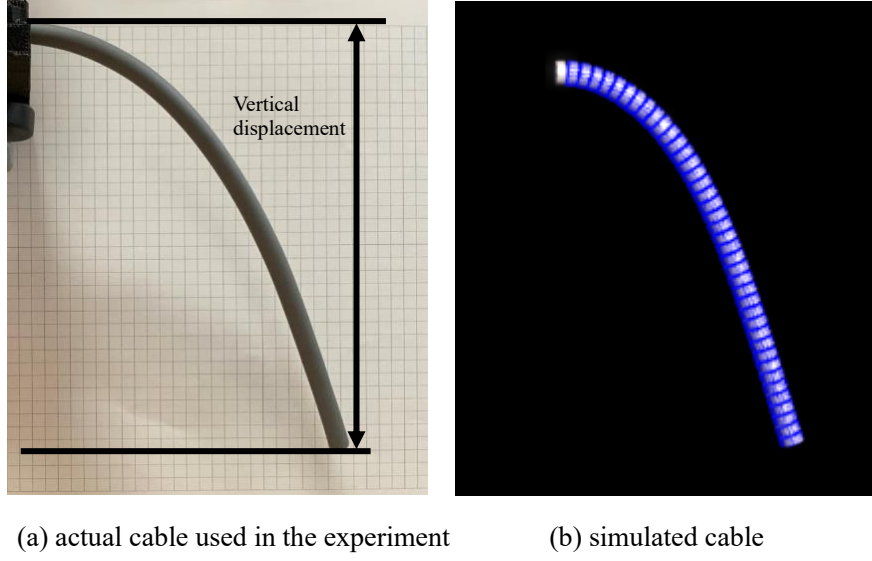 Vertical
displacement
(a) actual cable used in the experiment
(b) simulated cable